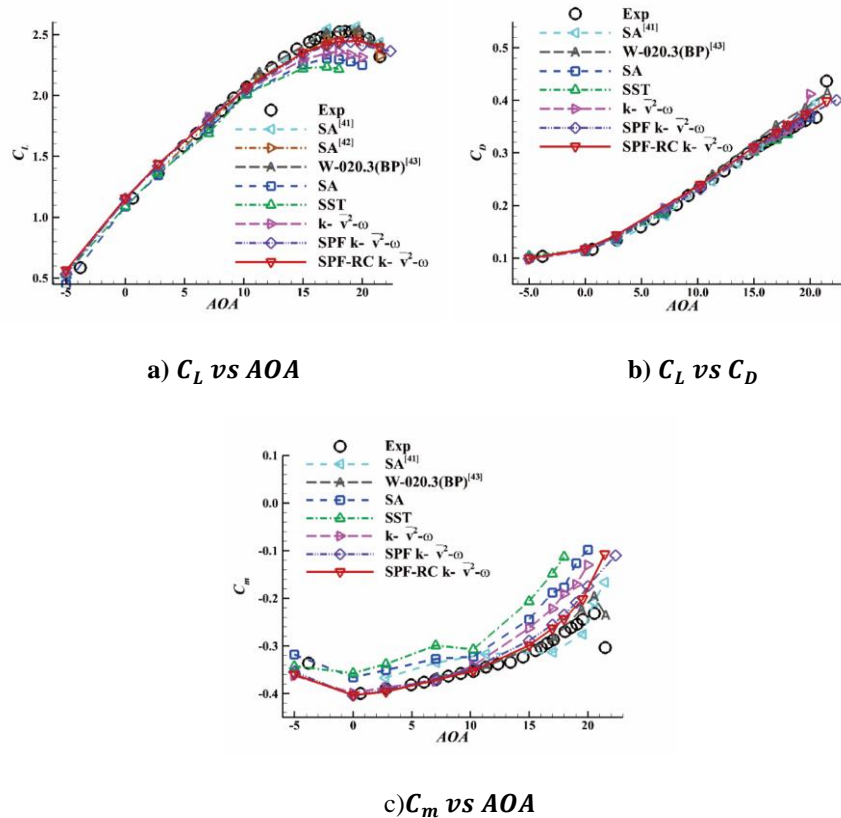 C_L
2.5
2.0
1.5
1.0
0.5
-5 0 5 10 15 20 25
AOA
Exp
SA[41]
SA[42]
W-020.3(BP)[43]
SA
SST
k- v̅²-ω
SPF k- v̅²-ω
SPF-RC k- v̅²-ω
C_D
0.5
0.4
0.3
0.2
0.1
-5.0 0.0 5.0 10.0 15.0 20.0
AOA
Exp
SA[41]
W-020.3(BP)[43]
SA
SST
k- v̅²-ω
SPF k- v̅²-ω
SPF-RC k- v̅²-ω
a) C_L vs AOA
b) C_L vs C_D
C_m
0.1
0.0
-0.1
-0.2
-0.3
-0.4
-5 0 5 10 15 20
AOA
Exp
SA[41]
W-020.3(BP)[43]
SA
SST
k- v̅²-ω
SPF k- v̅²-ω
SPF-RC k- v̅²-ω
c)C_m vs AOA